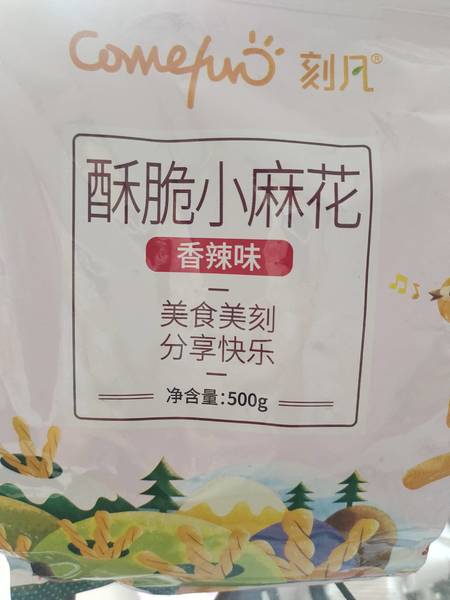 Comefun 刻凡®
酥脆小麻花
香辣味
美食美刻
分享快乐
净含量:500g